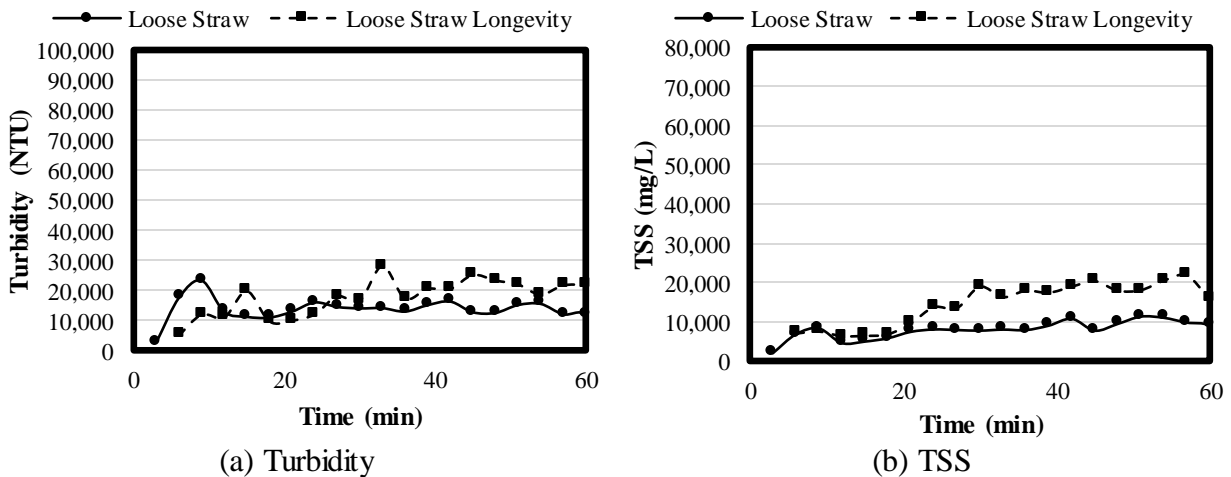 Loose Straw Loose Straw Longevity
100,000
90,000
80,000
70,000
60,000
50,000
40,000
30,000
20,000
10,000
0
Turbidity (NTU)
0 20 40 60
Time (min)
(a) Turbidity
Loose Straw Loose Straw Longevity
80,000
70,000
60,000
50,000
40,000
30,000
20,000
10,000
0
TSS (mg/L)
0 20 40 60
Time (min)
(b) TSS